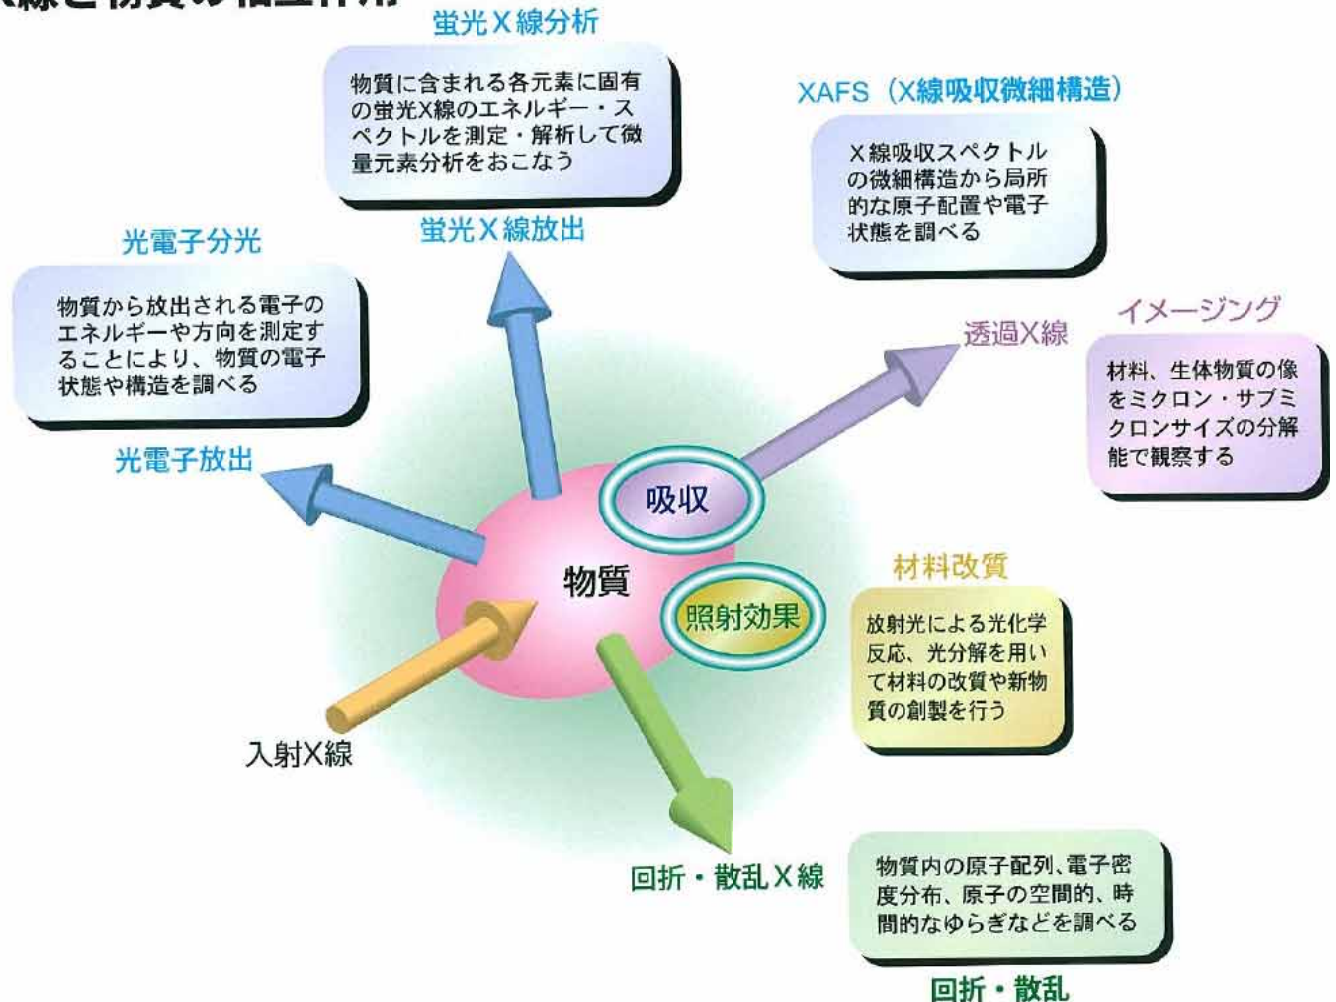 X線と物質の相互作用
蛍光X線分析
物質に含まれる各元素に固有
の蛍光X線のエネルギー・ス
ペクトルを測定・解析して微
量元素分析をおこなう
蛍光X線放出
XAFS（X線吸収微細構造）
X線吸収スペクトル
の微細構造から局所
的な原子配置や電子
状態を調べる
光電子分光
物質から放出される電子の
エネルギーや方向を測定す
ることにより、物質の電子
状態や構造を調べる
光電子放出
透過X線
イメージング
材料、生体物質の像
をミクロン・サブミ
クロンサイズの分解
能で観察する
吸収
物質
照射効果
材料改質
放射光による光化学
反応、光分解を用い
て材料の改質や新物
質の創製を行う
入射X線
回折・散乱X線
物質内の原子配列、電子密
度分布、原子の空間的、時
間的なゆらぎなどを調べる
回折・散乱